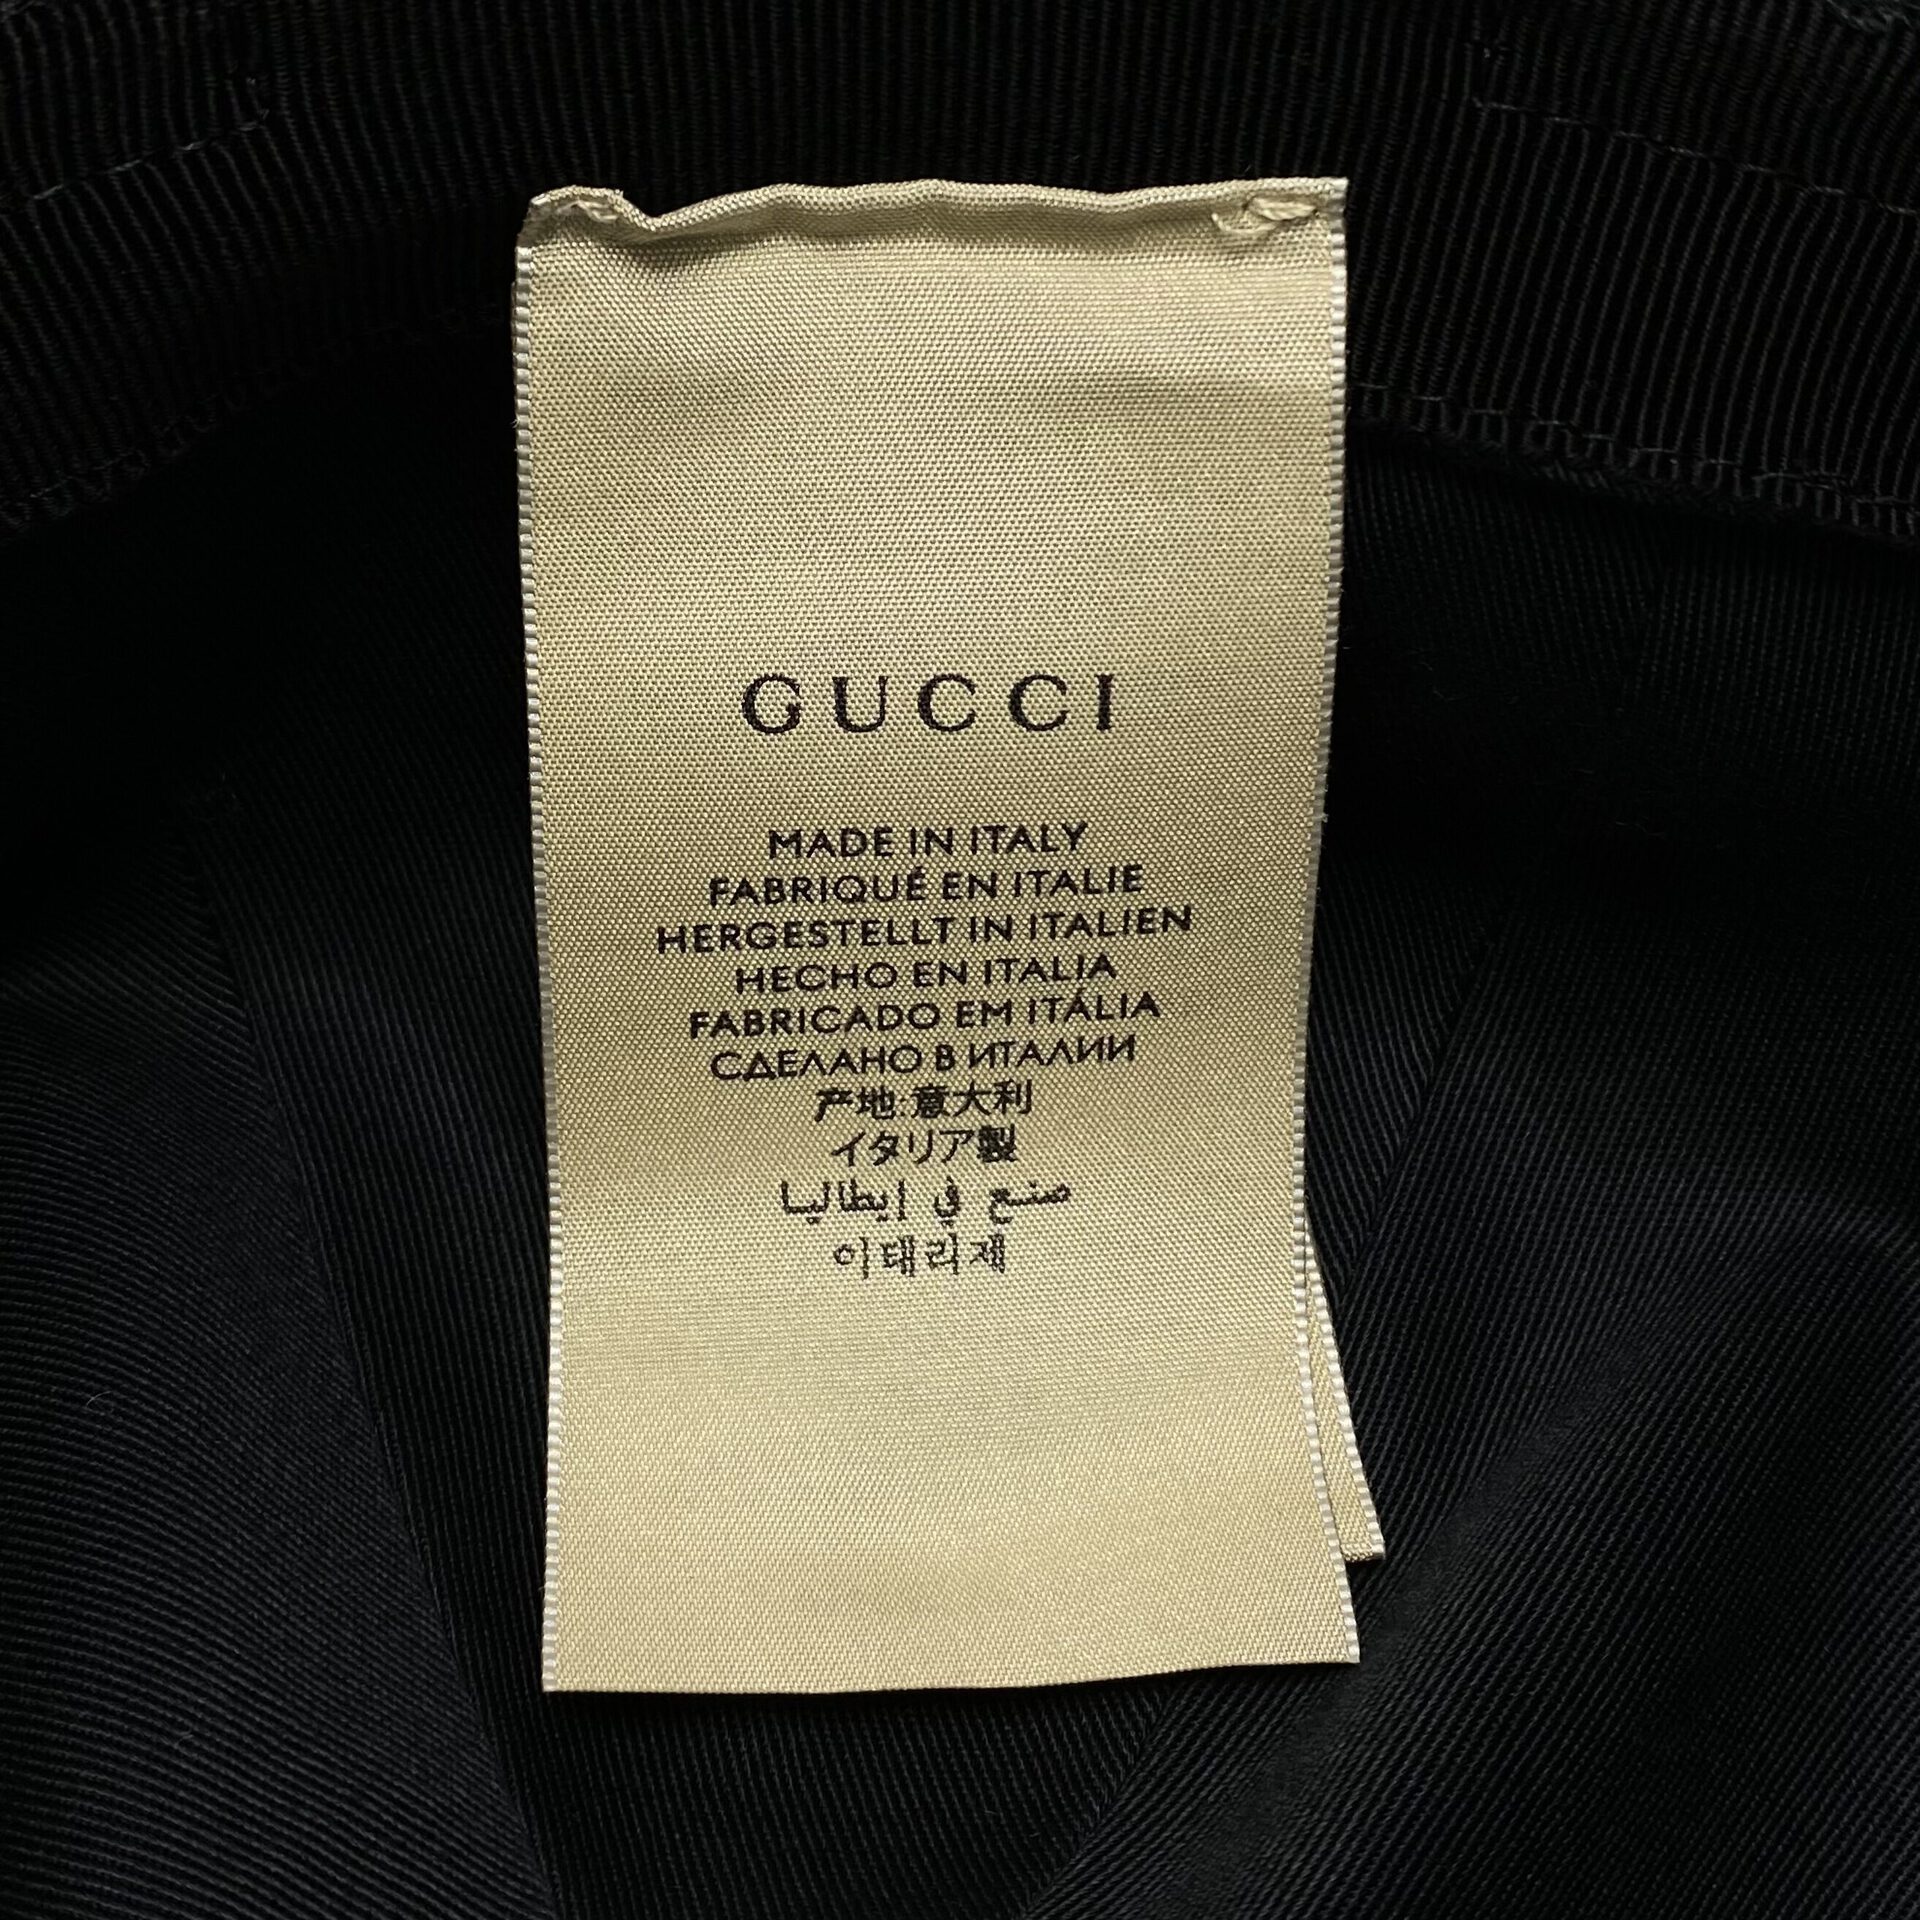 GUCCI
MADE IN ITALY
FABRIQUÉ EN ITALIE
HERGESTELLT IN ITALIEN
HECHO EN ITALIA
FABRICADO EM ITÁLIA
СДЕЛАНО В ИТАЛИИ
产地:意大利
イタリア製
صنع في إيطاليا
이태리제